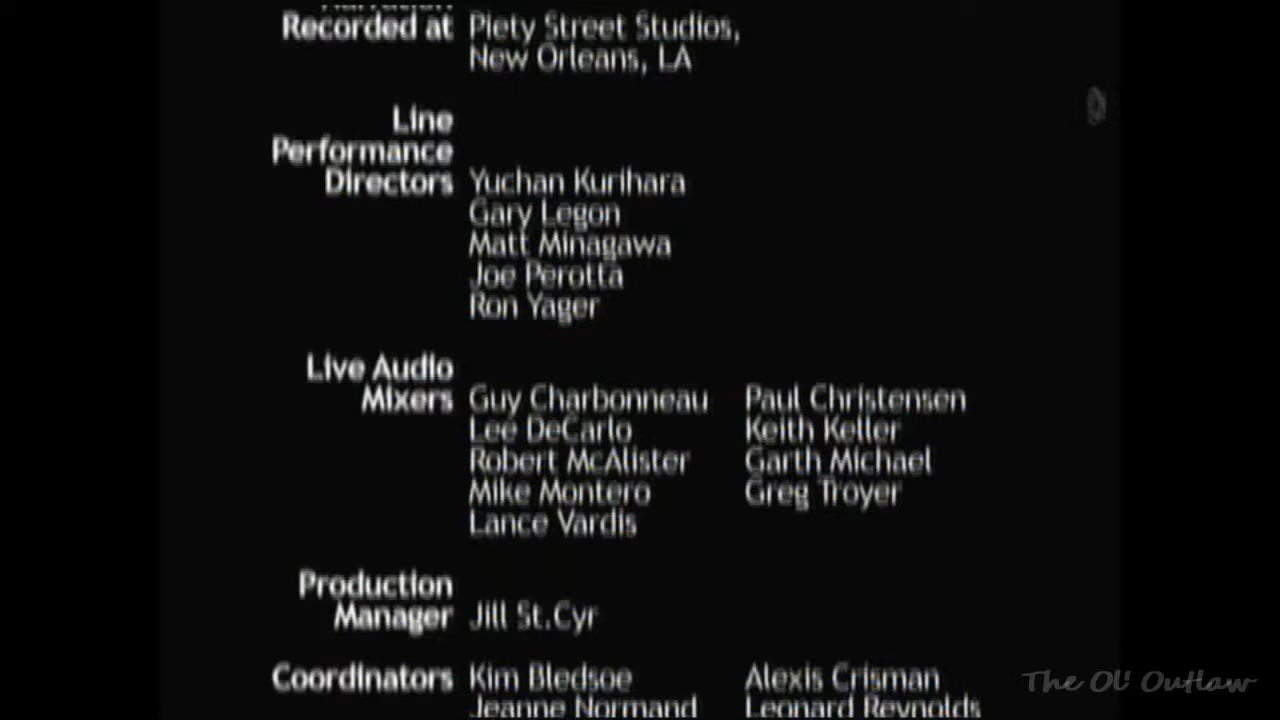 Narration
Recorded at Piety Street Studios,
New Orleans, LA
Line
Performance
Directors Yuchan Kurihara
Gary Legon
Matt Minagawa
Joe Perotta
Ron Yager
Live Audio
Mixers Guy Charbonneau Paul Christensen
Lee DeCarlo Keith Keller
Robert McAlister Garth Michael
Mike Montero Greg Troyer
Lance Vardis
Production
Manager Jill St.Cyr
Coordinators Kim Bledsoe Alexis Crisman
Jeanne Normand Leonard Reynolds
The Ol' Outlaw